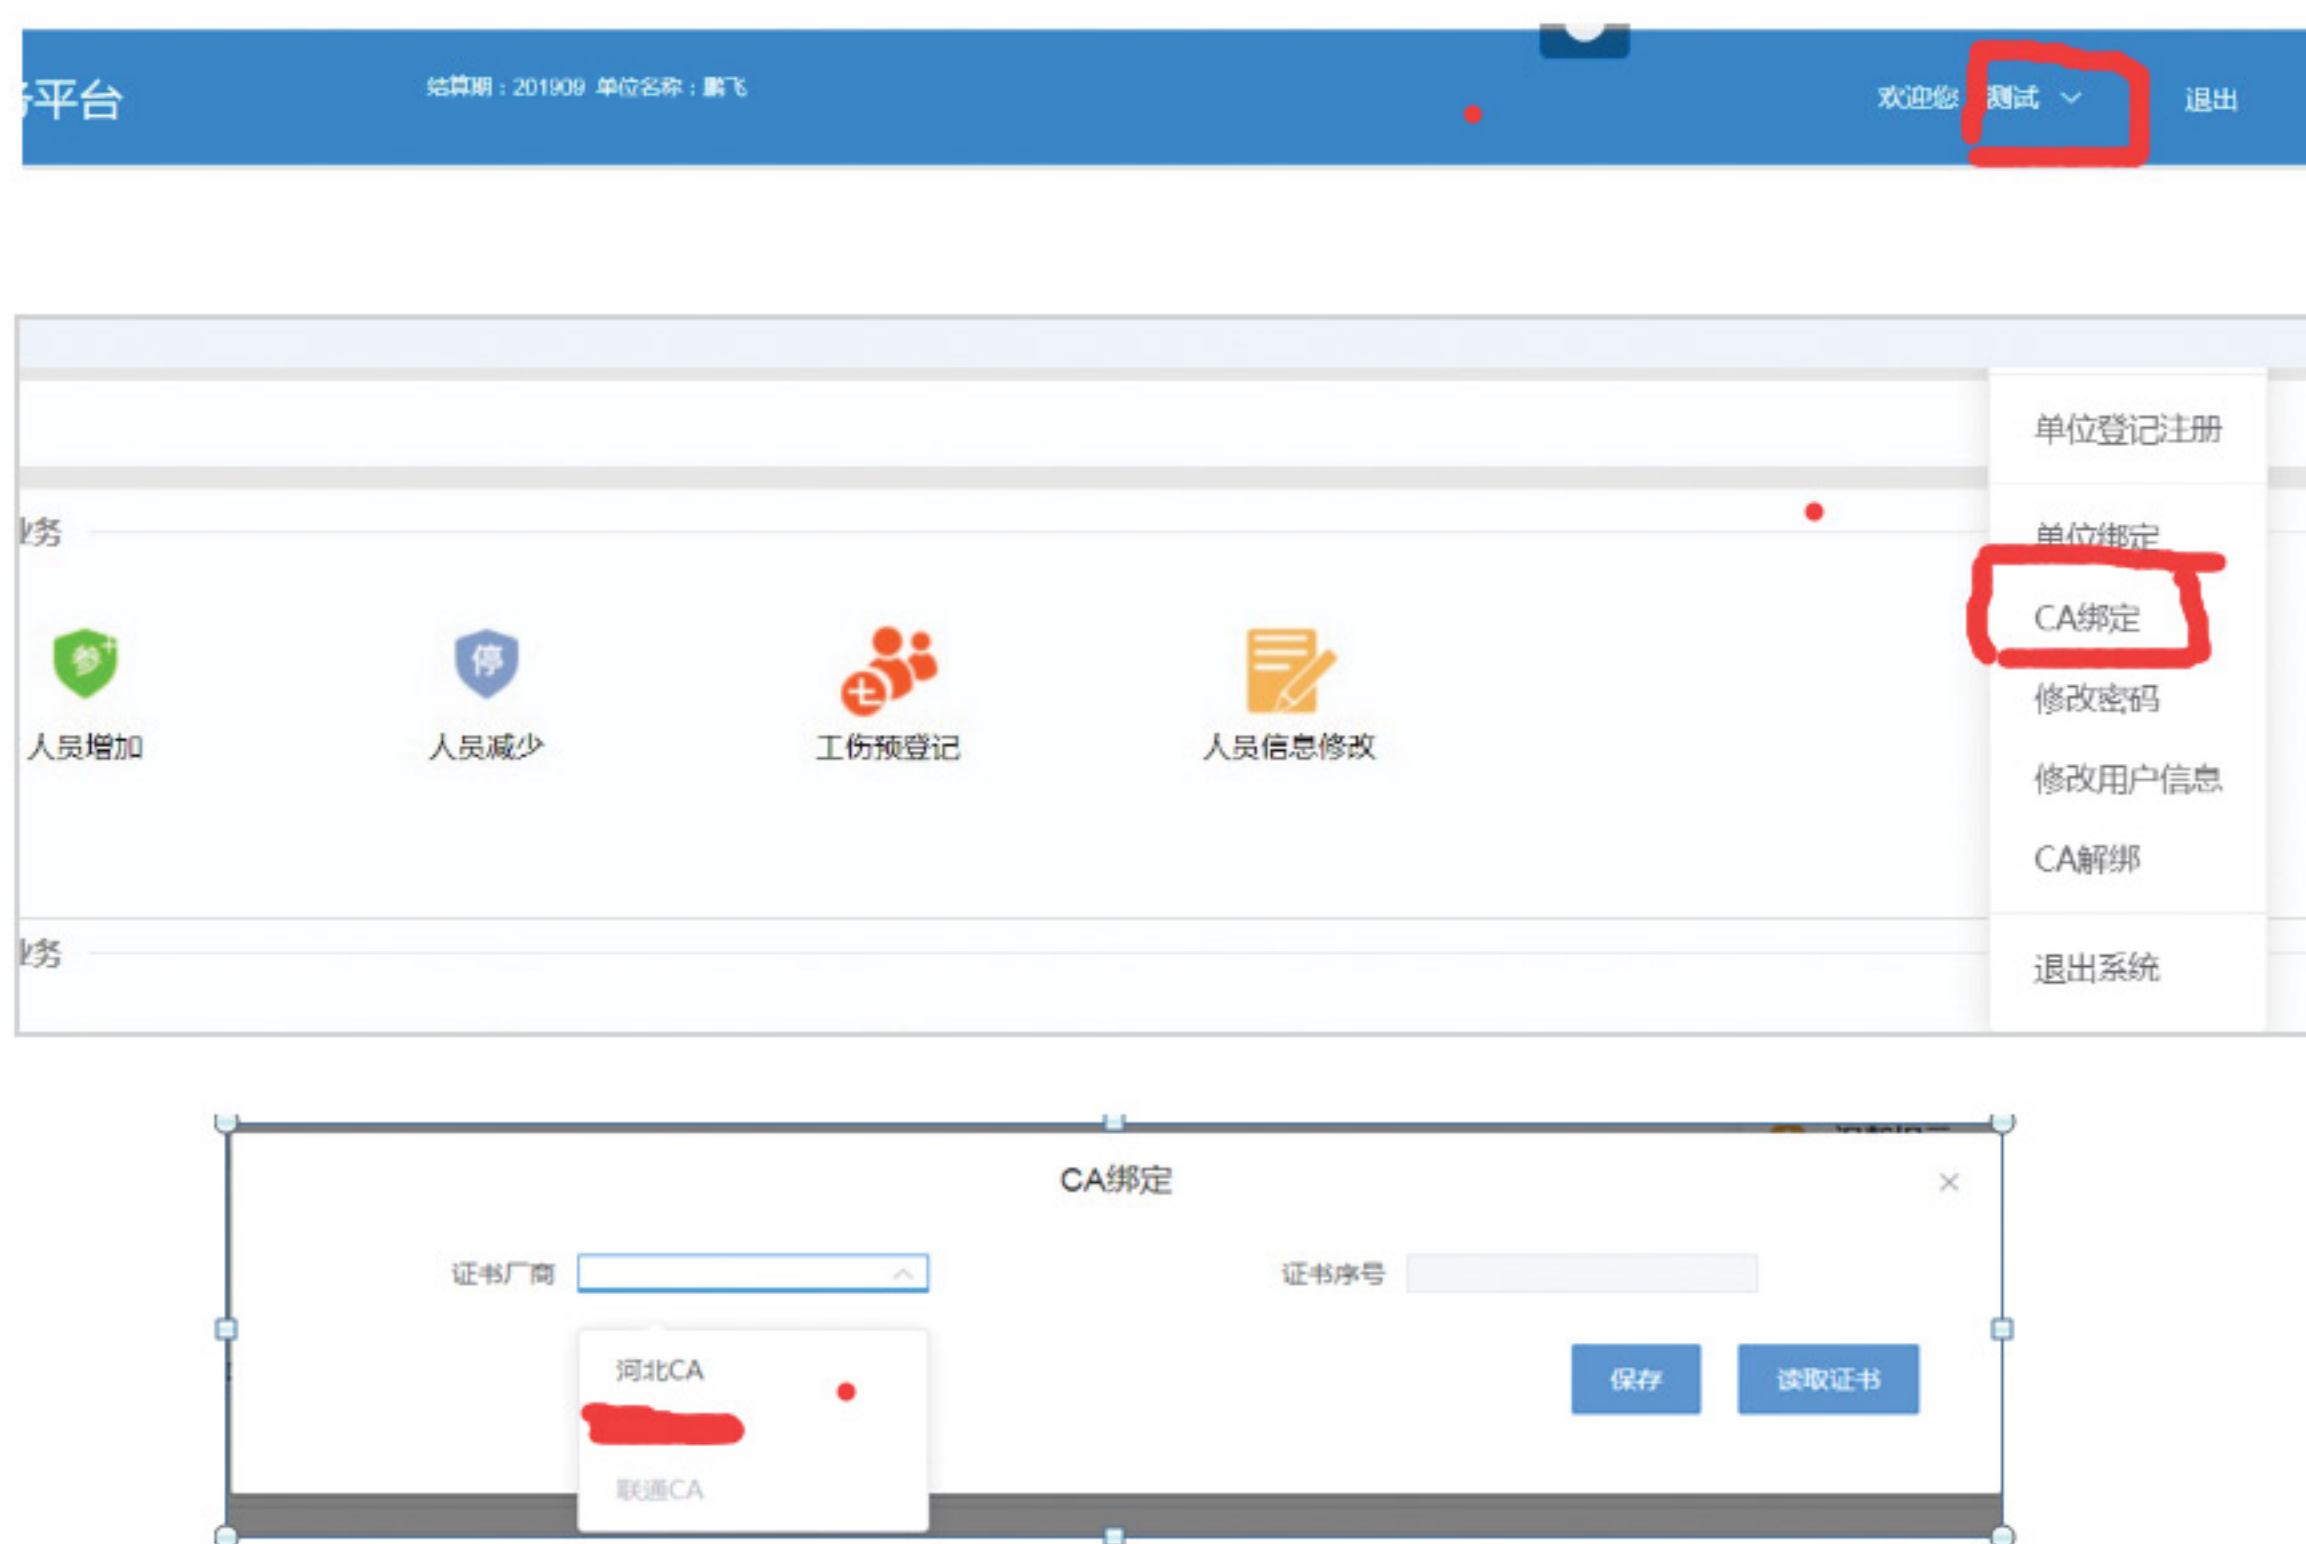 平台
结算期：201909 单位名称：鹏飞
欢迎您 测试
退出
单位登记注册
业务
单位绑定
CA绑定
参
停
修改密码
人员增加
人员减少
工伤预登记
人员信息修改
修改用户信息
CA解绑
业务
退出系统
CA绑定
证书厂商
证书序号
河北CA
保存
读取证书
联通CA